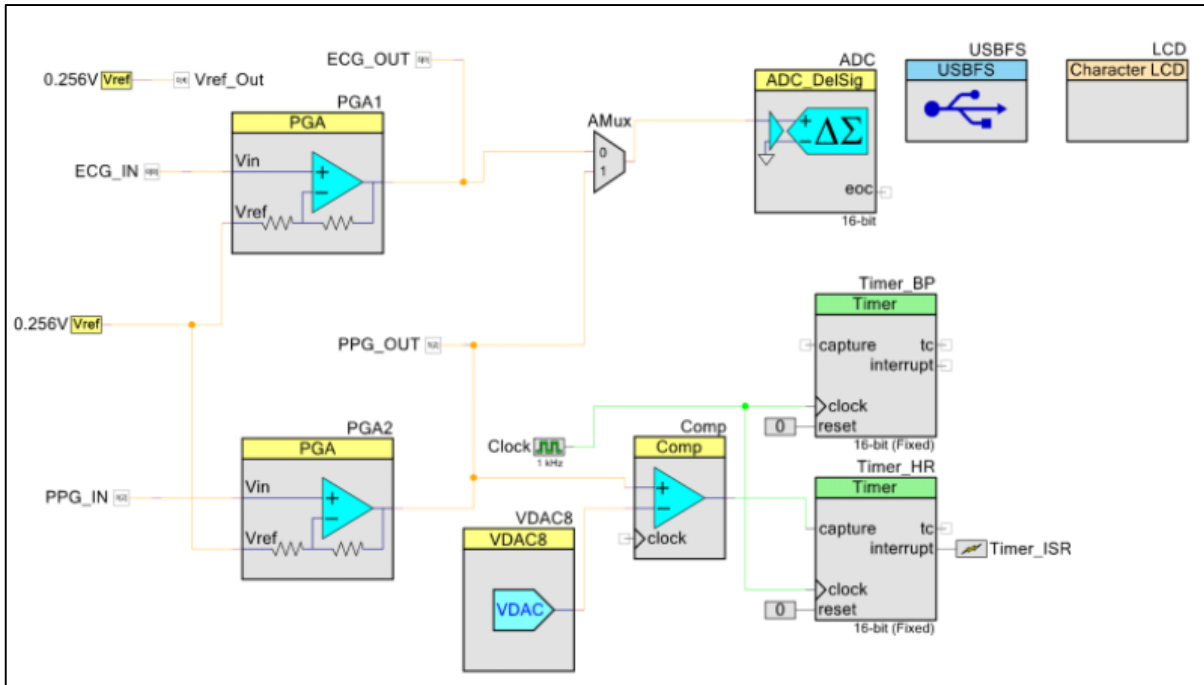 ECG_OUT
0.256V Vref
Vref_Out
PGA1
PGA
Vin
Vref
ECG_IN
AMux
0
1
ADC
ADC_DelSig
+
−
ΔΣ
eoc
16-bit
USBFS
USBFS
LCD
Character LCD
0.256V Vref
PPG_OUT
PGA2
PGA
Vin
Vref
PPG_IN
Clock
1 kHz
VDAC8
VDAC8
VDAC
Comp
Comp
+
−
clock
Timer_BP
Timer
capture
tc
interrupt
clock
0
reset
16-bit (Fixed)
Timer_HR
Timer
capture
tc
interrupt
Timer_ISR
clock
0
reset
16-bit (Fixed)